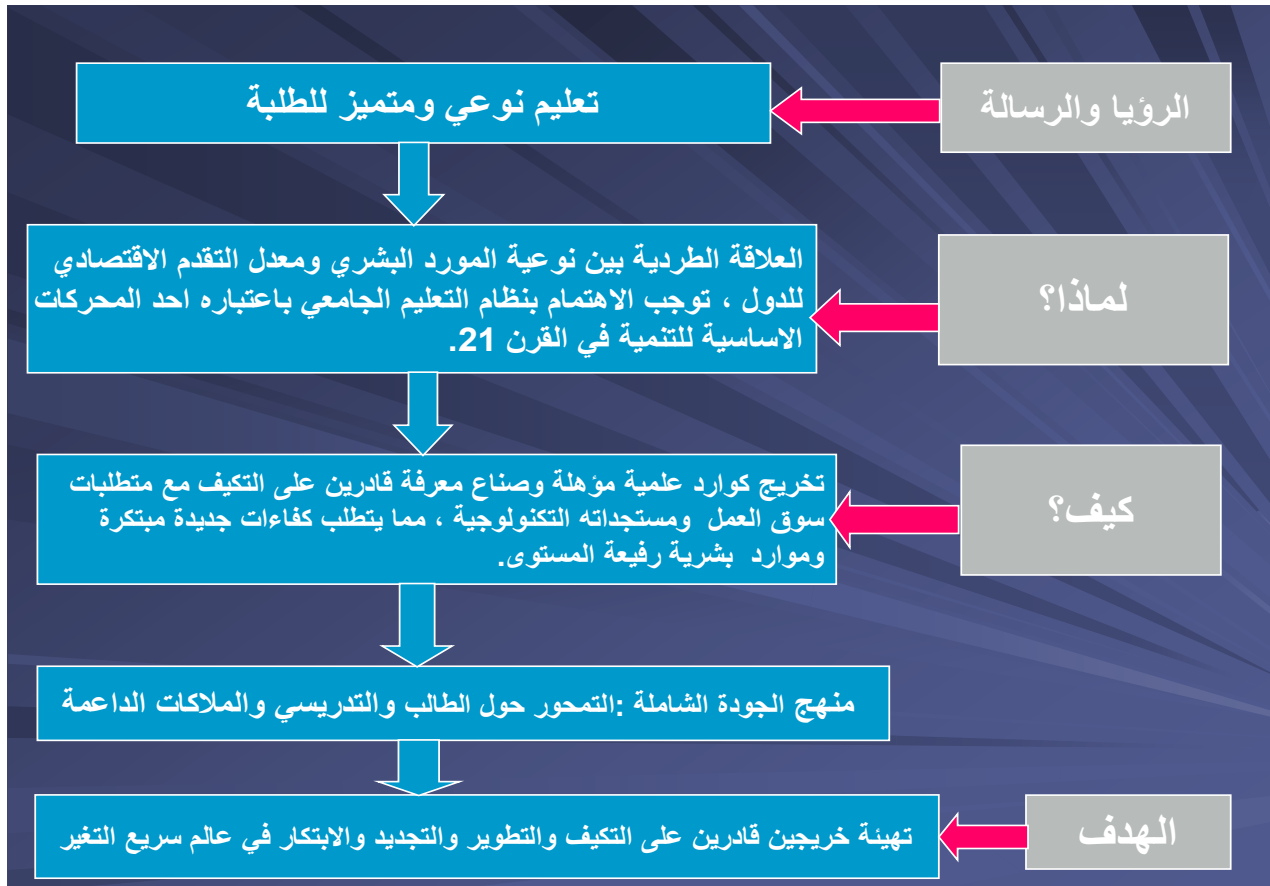 الرؤيا والرسالة
تعليم نوعي ومتميز للطلبة
لماذا؟
العلاقة الطردية بين نوعية المورد البشري ومعدل التقدم الاقتصادي
للدول ، توجب الاهتمام بنظام التعليم الجامعي باعتباره احد المحركات
الاساسية للتنمية في القرن 21.
كيف؟
تخريج كوارد علمية مؤهلة وصناع معرفة قادرين على التكيف مع متطلبات
سوق العمل ومستجداته التكنولوجية ، مما يتطلب كفاءات جديدة مبتكرة
وموارد بشرية رفيعة المستوى.
منهج الجودة الشاملة :التمحور حول الطالب والتدريسي والملاكات الداعمة
الهدف
تهيئة خريجين قادرين على التكيف والتطوير والتجديد والابتكار في عالم سريع التغير